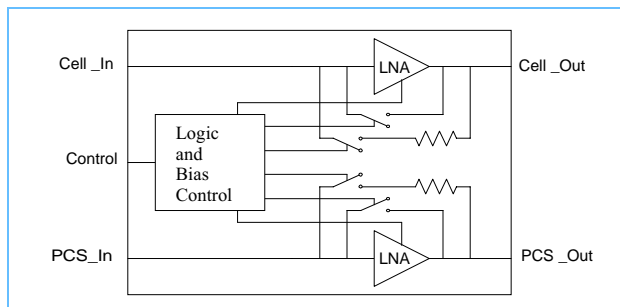 Cell _In
LNA
Cell _Out
Logic
and
Bias
Control
Control
PCS_In
LNA
PCS _Out